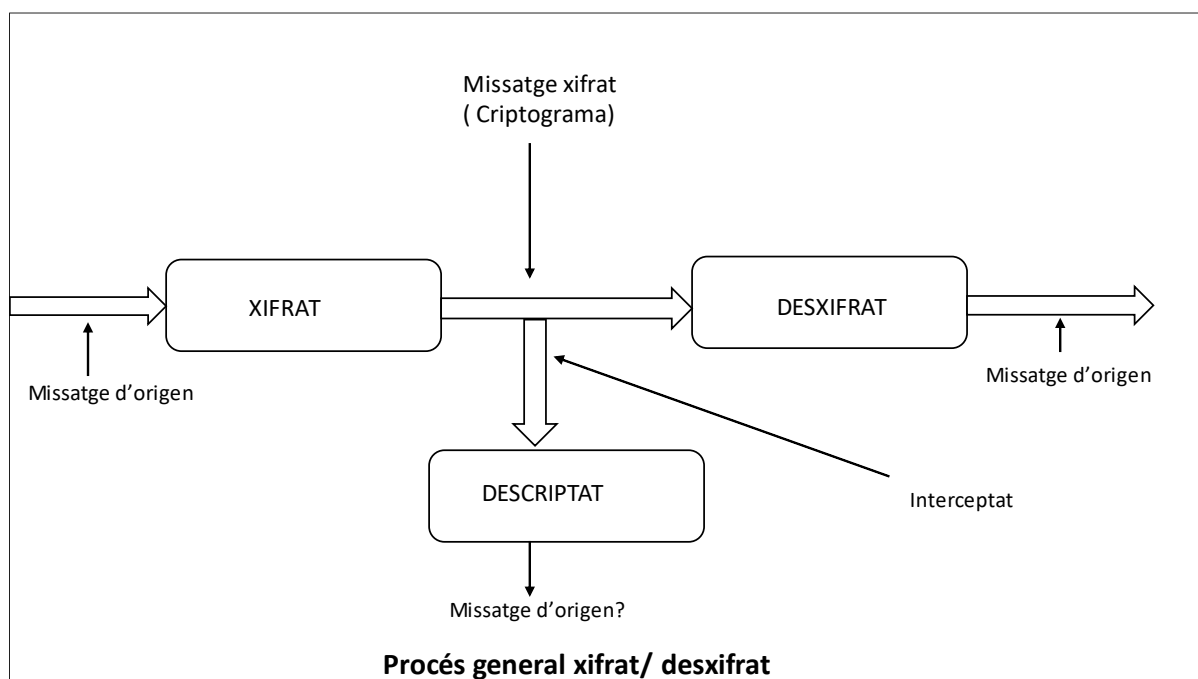 Missatge xifrat
( Criptograma)
XIFRAT
DESXIFRAT
Missatge d’origen
Missatge d’origen
DESCRIPTAT
Interceptat
Missatge d’origen?
Procés general xifrat/ desxifrat